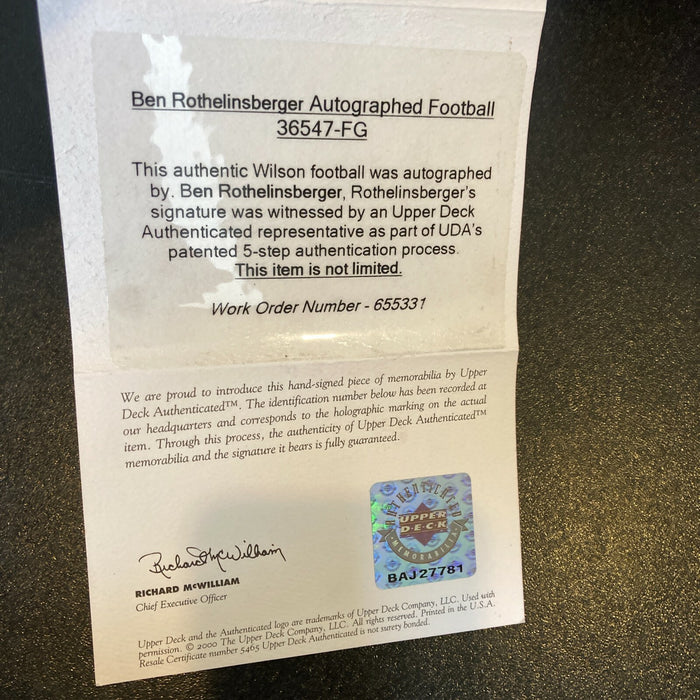 Ben Rothelinsberger Autographed Football
36547-FG
This authentic Wilson football was autographed
by. Ben Rothelinsberger, Rothelinsberger's
signature was witnessed by an Upper Deck
Authenticated representative as part of UDA's
patented 5-step authentication process.
This item is not limited.
Work Order Number - 655331
We are proud to introduce this hand-signed piece of memorabilia by Upper
Deck Authenticated™. The identification number below has been recorded at
our headquarters and corresponds to the holographic marking on the actual
item. Through this process, the authenticity of Upper Deck Authenticated™
memorabilia and the signature it bears is fully guaranteed.
AUTHENTICATED
UPPER
D·E·C·K
MEMORABILIA
BAJ27781
Richard McWilliam
RICHARD McWILLIAM
Chief Executive Officer
Upper Deck and the Authenticated logo are trademarks of Upper Deck Company, LLC. Used with
permission. © 2000 The Upper Deck Company, LLC. All rights reserved. Printed in the U.S.A.
Resale Certificate number 5465 Upper Deck Authenticated is not surety bonded.